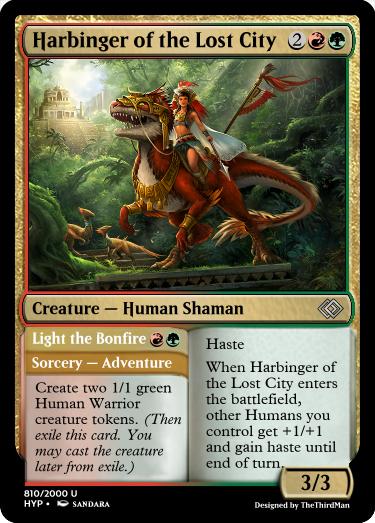 Harbinger of the Lost City 2
Creature — Human Shaman
Light the Bonfire
Sorcery — Adventure
Create two 1/1 green
Human Warrior
creature tokens. (Then
exile this card. You
may cast the creature
later from exile.)
Haste
When Harbinger of
the Lost City enters
the battlefield,
other Humans you
control get +1/+1
and gain haste until
end of turn.
3/3
810/2000 U
HYP • SANDARA
Designed by TheThirdMan